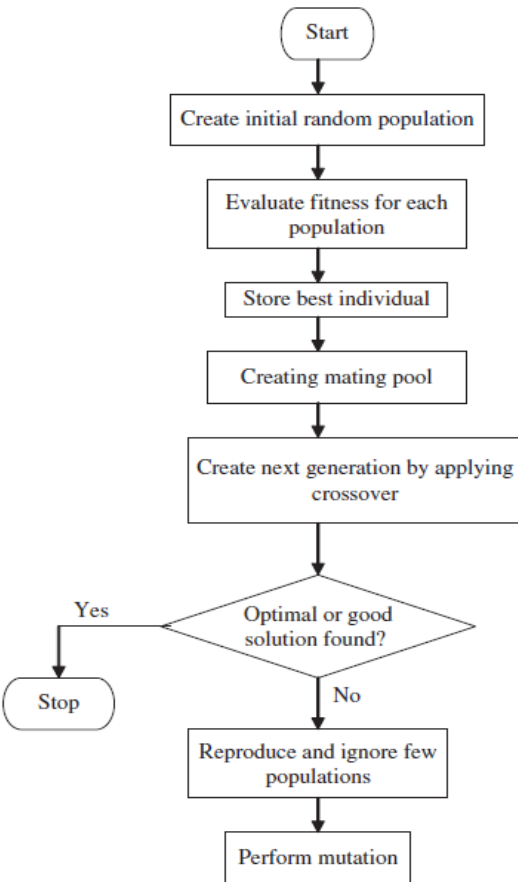 Start
Create initial random population
Evaluate fitness for each
population
Store best individual
Creating mating pool
Create next generation by applying
crossover
Optimal or good
solution found?
Yes
Stop
No
Reproduce and ignore few
populations
Perform mutation